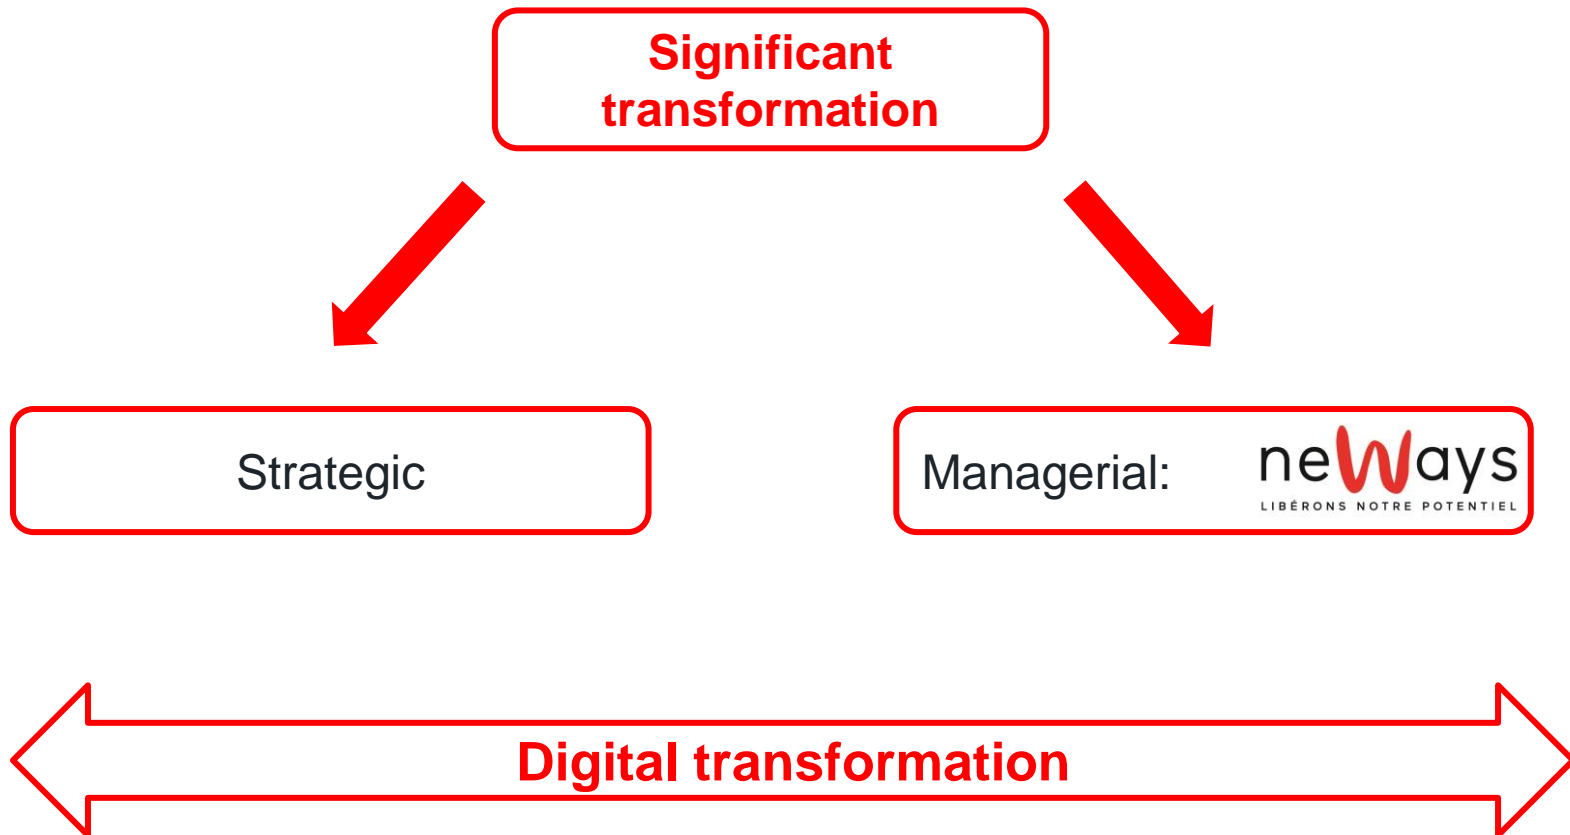 Significant
transformation
Strategic
Managerial:
neWays
LIBÉRONS NOTRE POTENTIEL
Digital transformation